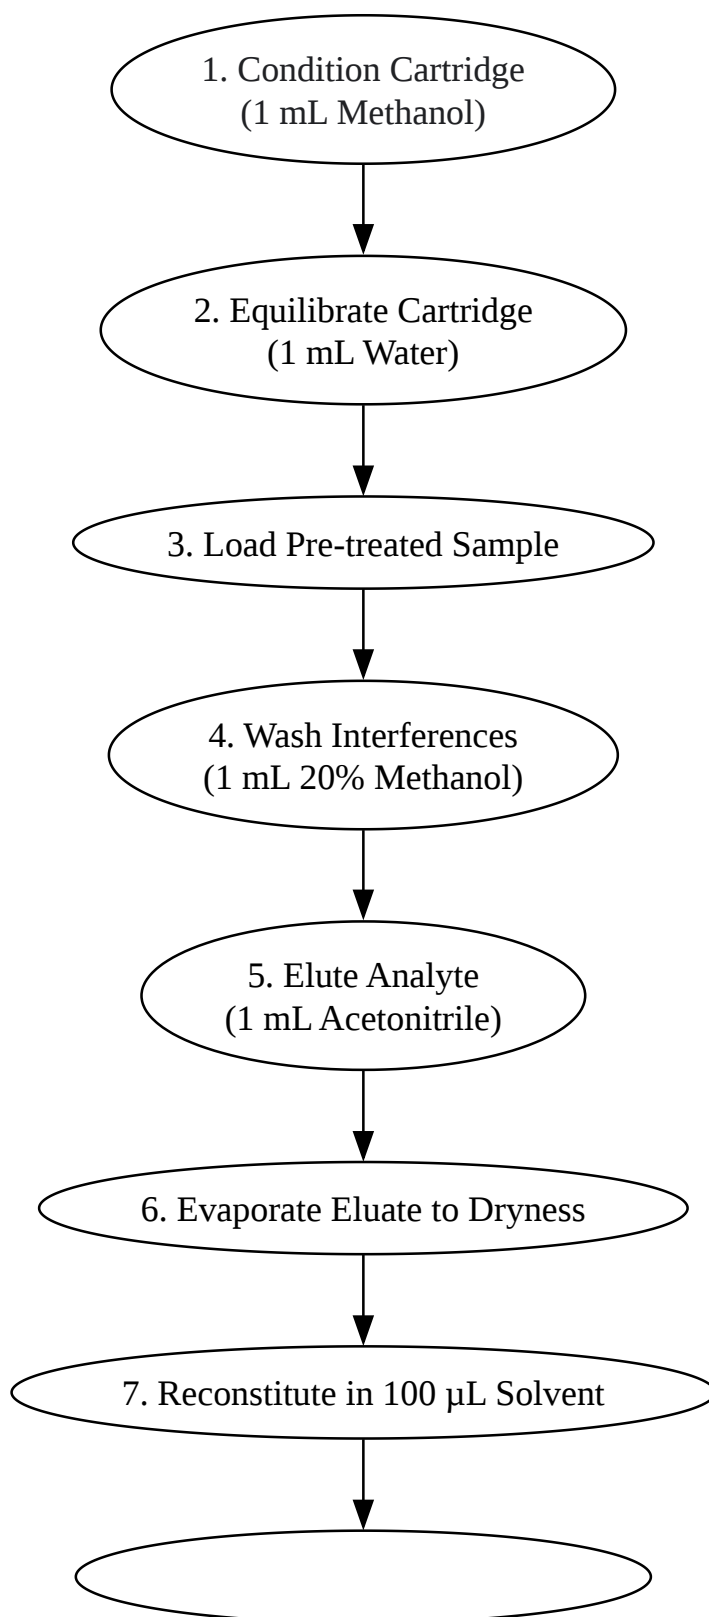 1. Condition Cartridge
(1 mL Methanol)
2. Equilibrate Cartridge
(1 mL Water)
3. Load Pre-treated Sample
4. Wash Interferences
(1 mL 20% Methanol)
5. Elute Analyte
(1 mL Acetonitrile)
6. Evaporate Eluate to Dryness
7. Reconstitute in 100 µL Solvent